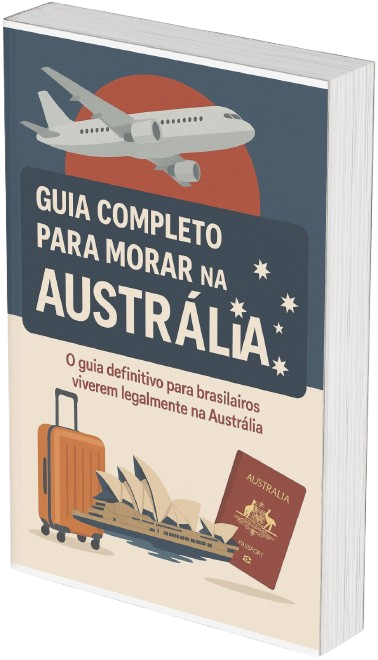 GUIA COMPLETO
PARA MORAR NA
AUSTRÁLIA
O guia definitivo para brasilairos
viverem legalmente na Austrália
AUSTRALIA
PASSPORT